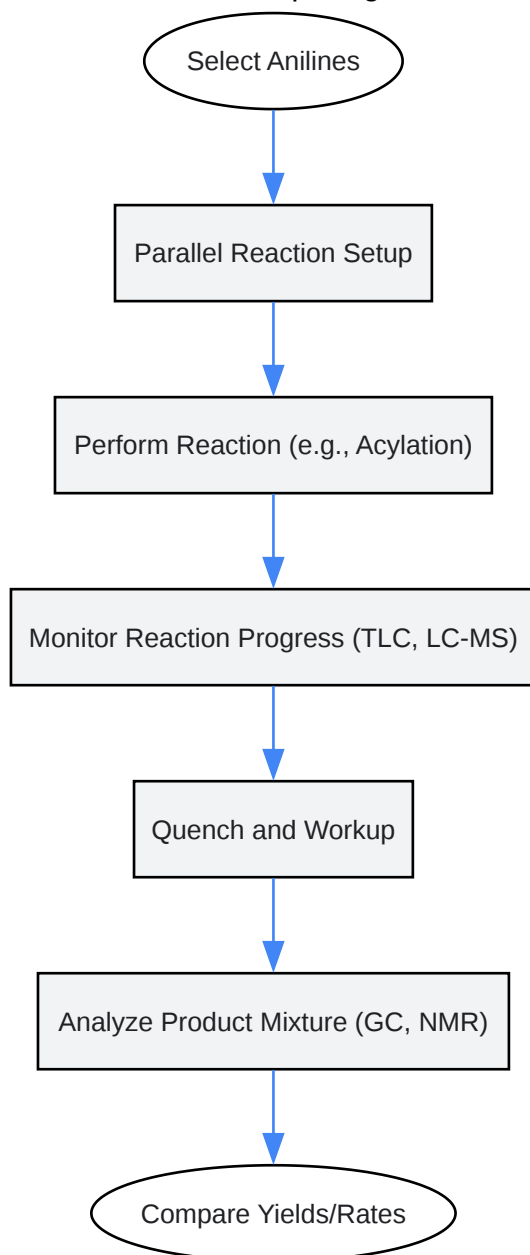 Select Anilines
Parallel Reaction Setup
Perform Reaction (e.g., Acylation)
Monitor Reaction Progress (TLC, LC-MS)
Quench and Workup
Analyze Product Mixture (GC, NMR)
Compare Yields/Rates